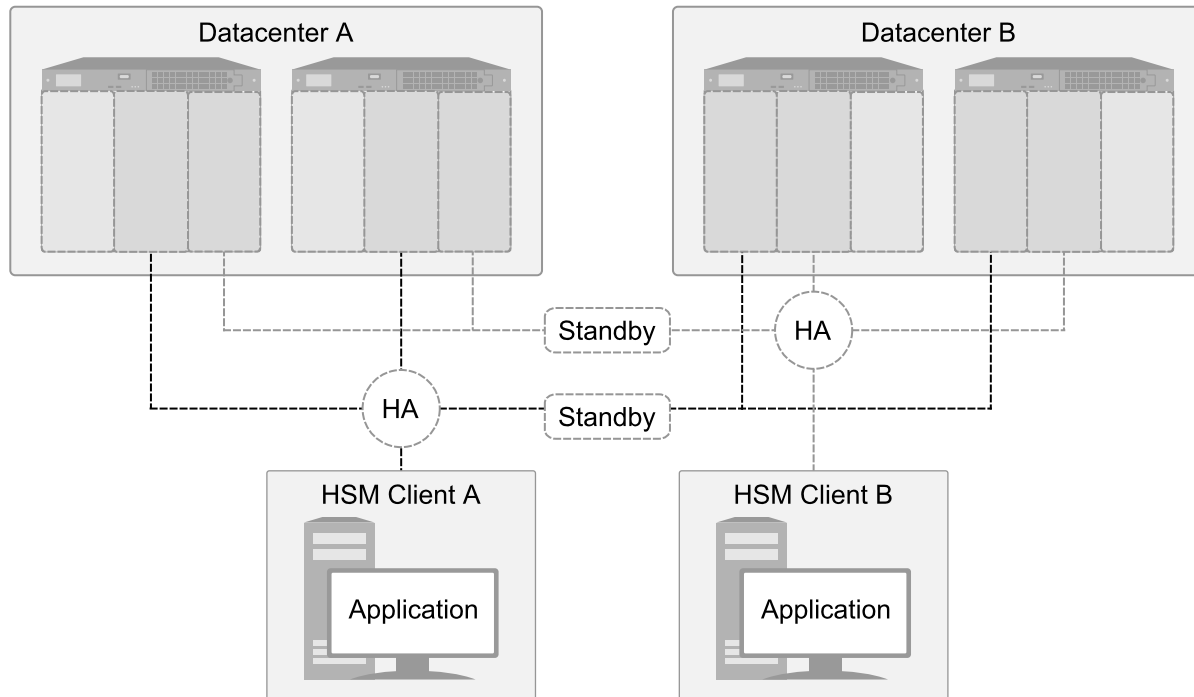 Datacenter A
Datacenter B
Standby
HA
HA
Standby
HSM Client A
HSM Client B
Application
Application